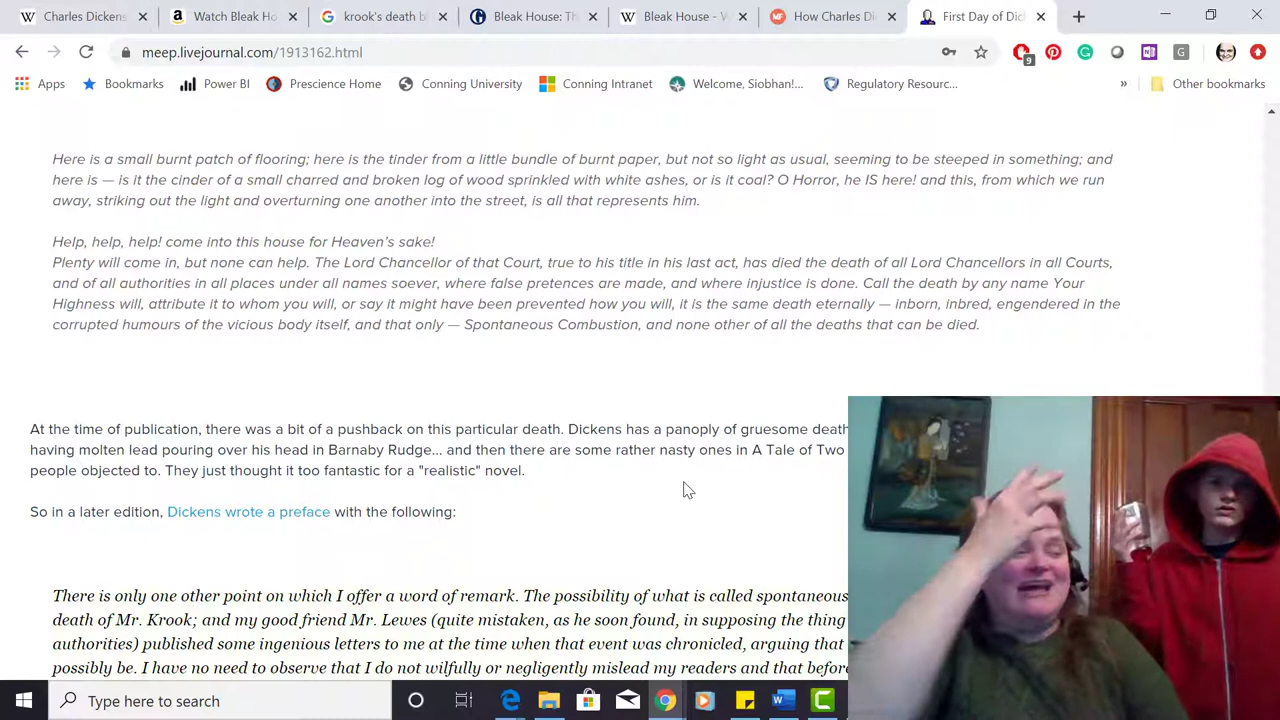 Charles Dickens
Watch Bleak Ho
krook's death bl
Bleak House: Th
Bleak House - W
How Charles Di
First Day of Dic
meep.livejournal.com/1913162.html
9
Apps
Bookmarks
Power BI
Prescience Home
Conning University
Conning Intranet
Welcome, Siobhan!...
Regulatory Resourc...
»
Other bookmarks
Here is a small burnt patch of flooring; here is the tinder from a little bundle of burnt paper, but not so light as usual, seeming to be steeped in something; and
here is — is it the cinder of a small charred and broken log of wood sprinkled with white ashes, or is it coal? O Horror, he IS here! and this, from which we run
away, striking out the light and overturning one another into the street, is all that represents him.
Help, help, help! come into this house for Heaven's sake!
Plenty will come in, but none can help. The Lord Chancellor of that Court, true to his title in his last act, has died the death of all Lord Chancellors in all Courts,
and of all authorities in all places under all names soever, where false pretences are made, and where injustice is done. Call the death by any name Your
Highness will, attribute it to whom you will, or say it might have been prevented how you will, it is the same death eternally — inborn, inbred, engendered in the
corrupted humours of the vicious body itself, and that only — Spontaneous Combustion, and none other of all the deaths that can be died.
At the time of publication, there was a bit of a pushback on this particular death. Dickens has a panoply of gruesome death
having molten lead pouring over his head in Barnaby Rudge... and then there are some rather nasty ones in A Tale of Two
people objected to. They just thought it too fantastic for a "realistic" novel.
So in a later edition, Dickens wrote a preface with the following:
There is only one other point on which I offer a word of remark. The possibility of what is called spontaneous
death of Mr. Krook; and my good friend Mr. Lewes (quite mistaken, as he soon found, in supposing the thing
authorities) published some ingenious letters to me at the time when that event was chronicled, arguing that
possibly be. I have no need to observe that I do not wilfully or negligently mislead my readers and that before
Type here to search